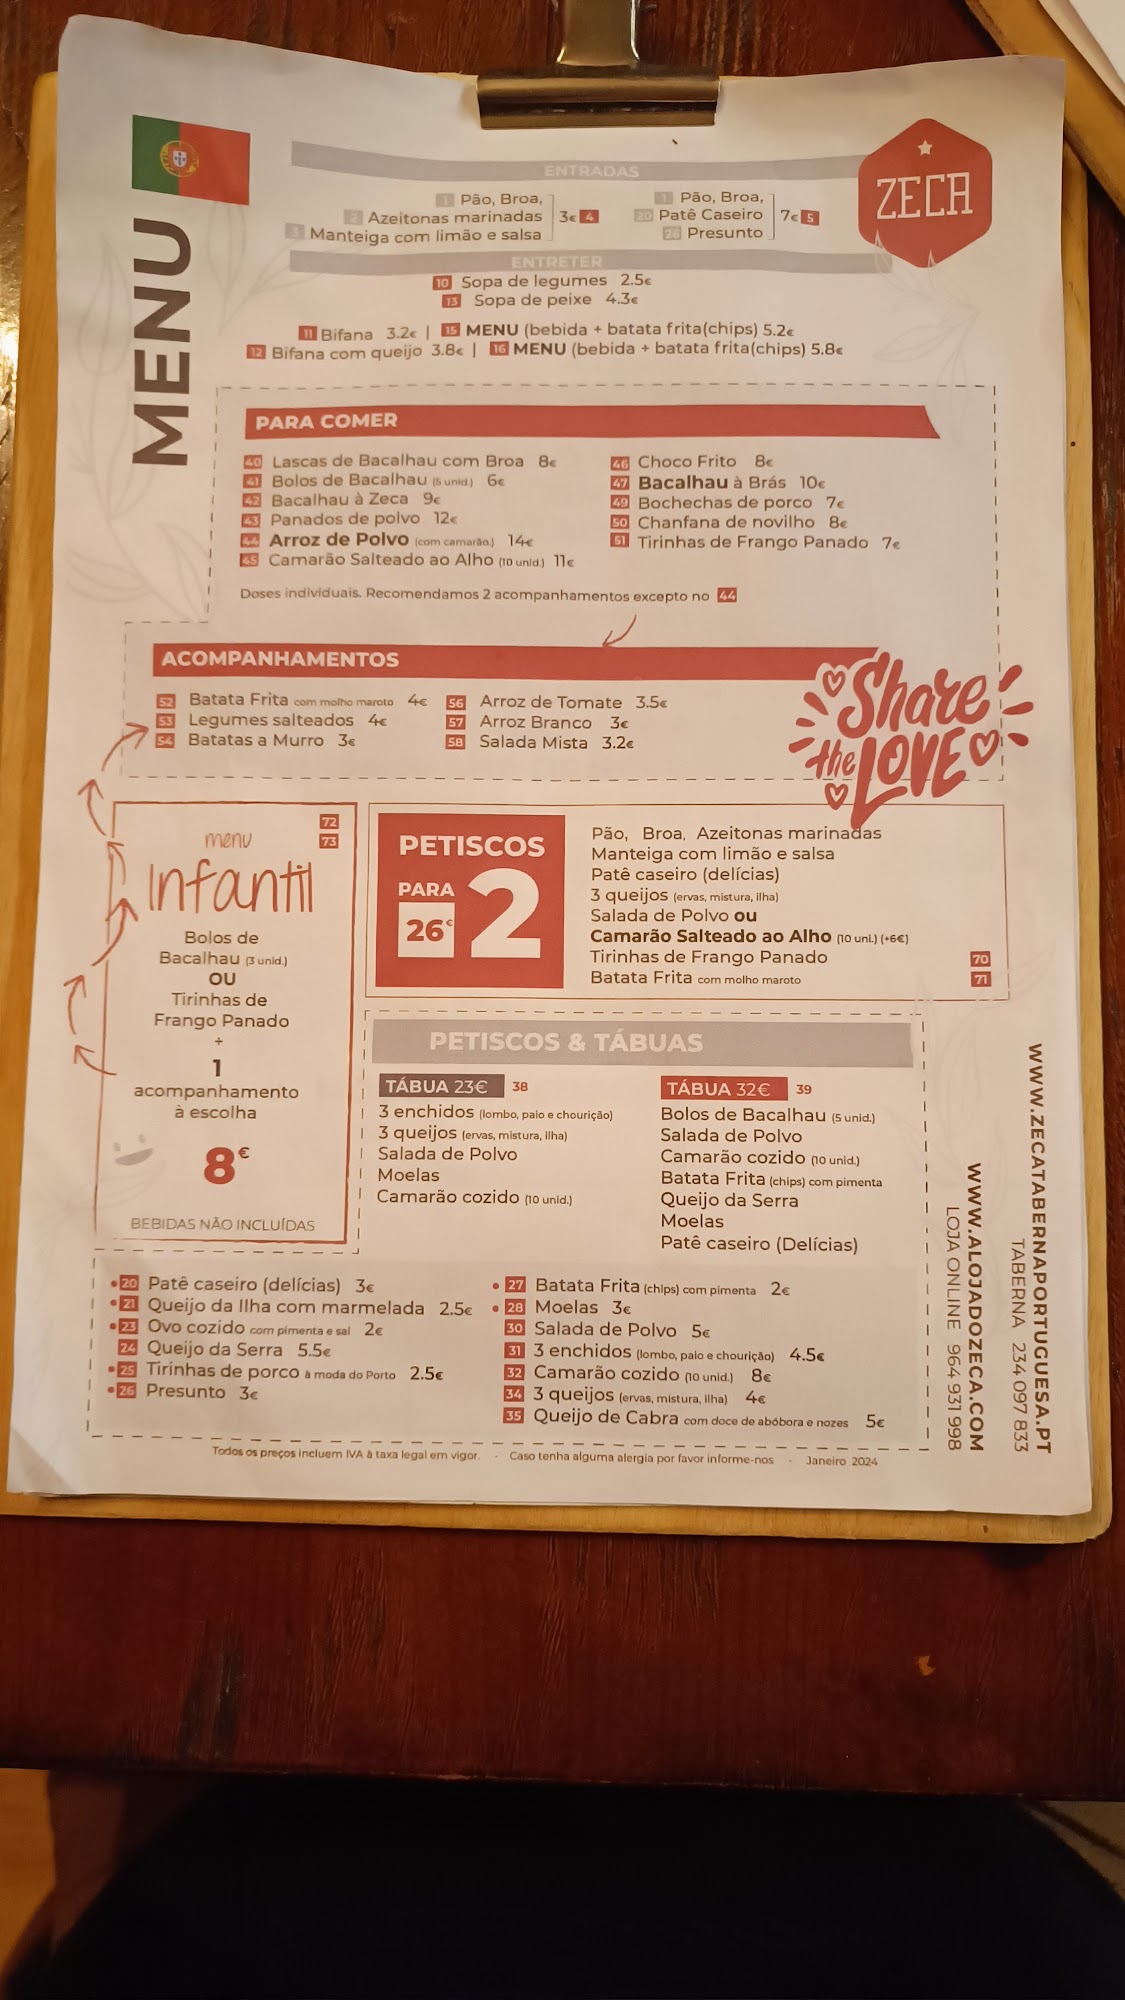 MENU
ZECA
ENTRADAS
1 Pão, Broa,
2 Azeitonas marinadas
3 Manteiga com limão e salsa
3€ 4
1 Pão, Broa,
20 Patê Caseiro
26 Presunto
7€ 5
ENTRETER
10 Sopa de legumes 2.5€
13 Sopa de peixe 4.3€
11 Bifana 3.2€ | 15 MENU (bebida + batata frita(chips) 5.2€
12 Bifana com queijo 3.8€ | 16 MENU (bebida + batata frita(chips) 5.8€
PARA COMER
40 Lascas de Bacalhau com Broa 8€
41 Bolos de Bacalhau (5 unid.) 6€
42 Bacalhau à Zeca 9€
43 Panados de polvo 12€
44 Arroz de Polvo (com camarão.) 14€
45 Camarão Salteado ao Alho (10 unid.) 11€
46 Choco Frito 8€
47 Bacalhau à Brás 10€
49 Bochechas de porco 7€
50 Chanfana de novilho 8€
51 Tirinhas de Frango Panado 7€
Doses individuais. Recomendamos 2 acompanhamentos excepto no 44
ACOMPANHAMENTOS
52 Batata Frita com molho maroto 4€
53 Legumes salteados 4€
54 Batatas a Murro 3€
56 Arroz de Tomate 3.5€
57 Arroz Branco 3€
58 Salada Mista 3.2€
Share
the LOVE
72
73
menu
Infantil
Bolos de
Bacalhau (3 unid.)
OU
Tirinhas de
Frango Panado
+
1
acompanhamento
à escolha
8€
BEBIDAS NÃO INCLUÍDAS
PETISCOS
PARA
2
26€
Pão, Broa, Azeitonas marinadas
Manteiga com limão e salsa
Patê caseiro (delícias)
3 queijos (ervas, mistura, ilha)
Salada de Polvo ou
Camarão Salteado ao Alho (10 uni.) (+6€)
Tirinhas de Frango Panado
Batata Frita com molho maroto
70
71
PETISCOS & TÁBUAS
TÁBUA 23€ 38
3 enchidos (lombo, paio e chourição)
3 queijos (ervas, mistura, ilha)
Salada de Polvo
Moelas
Camarão cozido (10 unid.)
TÁBUA 32€ 39
Bolos de Bacalhau (5 unid.)
Salada de Polvo
Camarão cozido (10 unid.)
Batata Frita (chips) com pimenta
Queijo da Serra
Moelas
Patê caseiro (Delícias)
• 20 Patê caseiro (delícias) 3€
• 21 Queijo da Ilha com marmelada 2.5€
• 23 Ovo cozido com pimenta e sal 2€
24 Queijo da Serra 5.5€
• 25 Tirinhas de porco à moda do Porto 2.5€
• 26 Presunto 3€
• 27 Batata Frita (chips) com pimenta 2€
• 28 Moelas 3€
30 Salada de Polvo 5€
31 3 enchidos (lombo, paio e chourição) 4.5€
32 Camarão cozido (10 unid.) 8€
34 3 queijos (ervas, mistura, Ilha) 4€
35 Queijo de Cabra com doce de abóbora e nozes 5€
Todos os preços incluem IVA à taxa legal em vigor. - Caso tenha alguma alergia por favor informe-nos - Janeiro 2024
WWW.ZECATABERNAPORTUGUESA.PT
TABERNA 234 097 833
WWW.ALOJADOZECA.COM
LOJA ONLINE 964 931 998